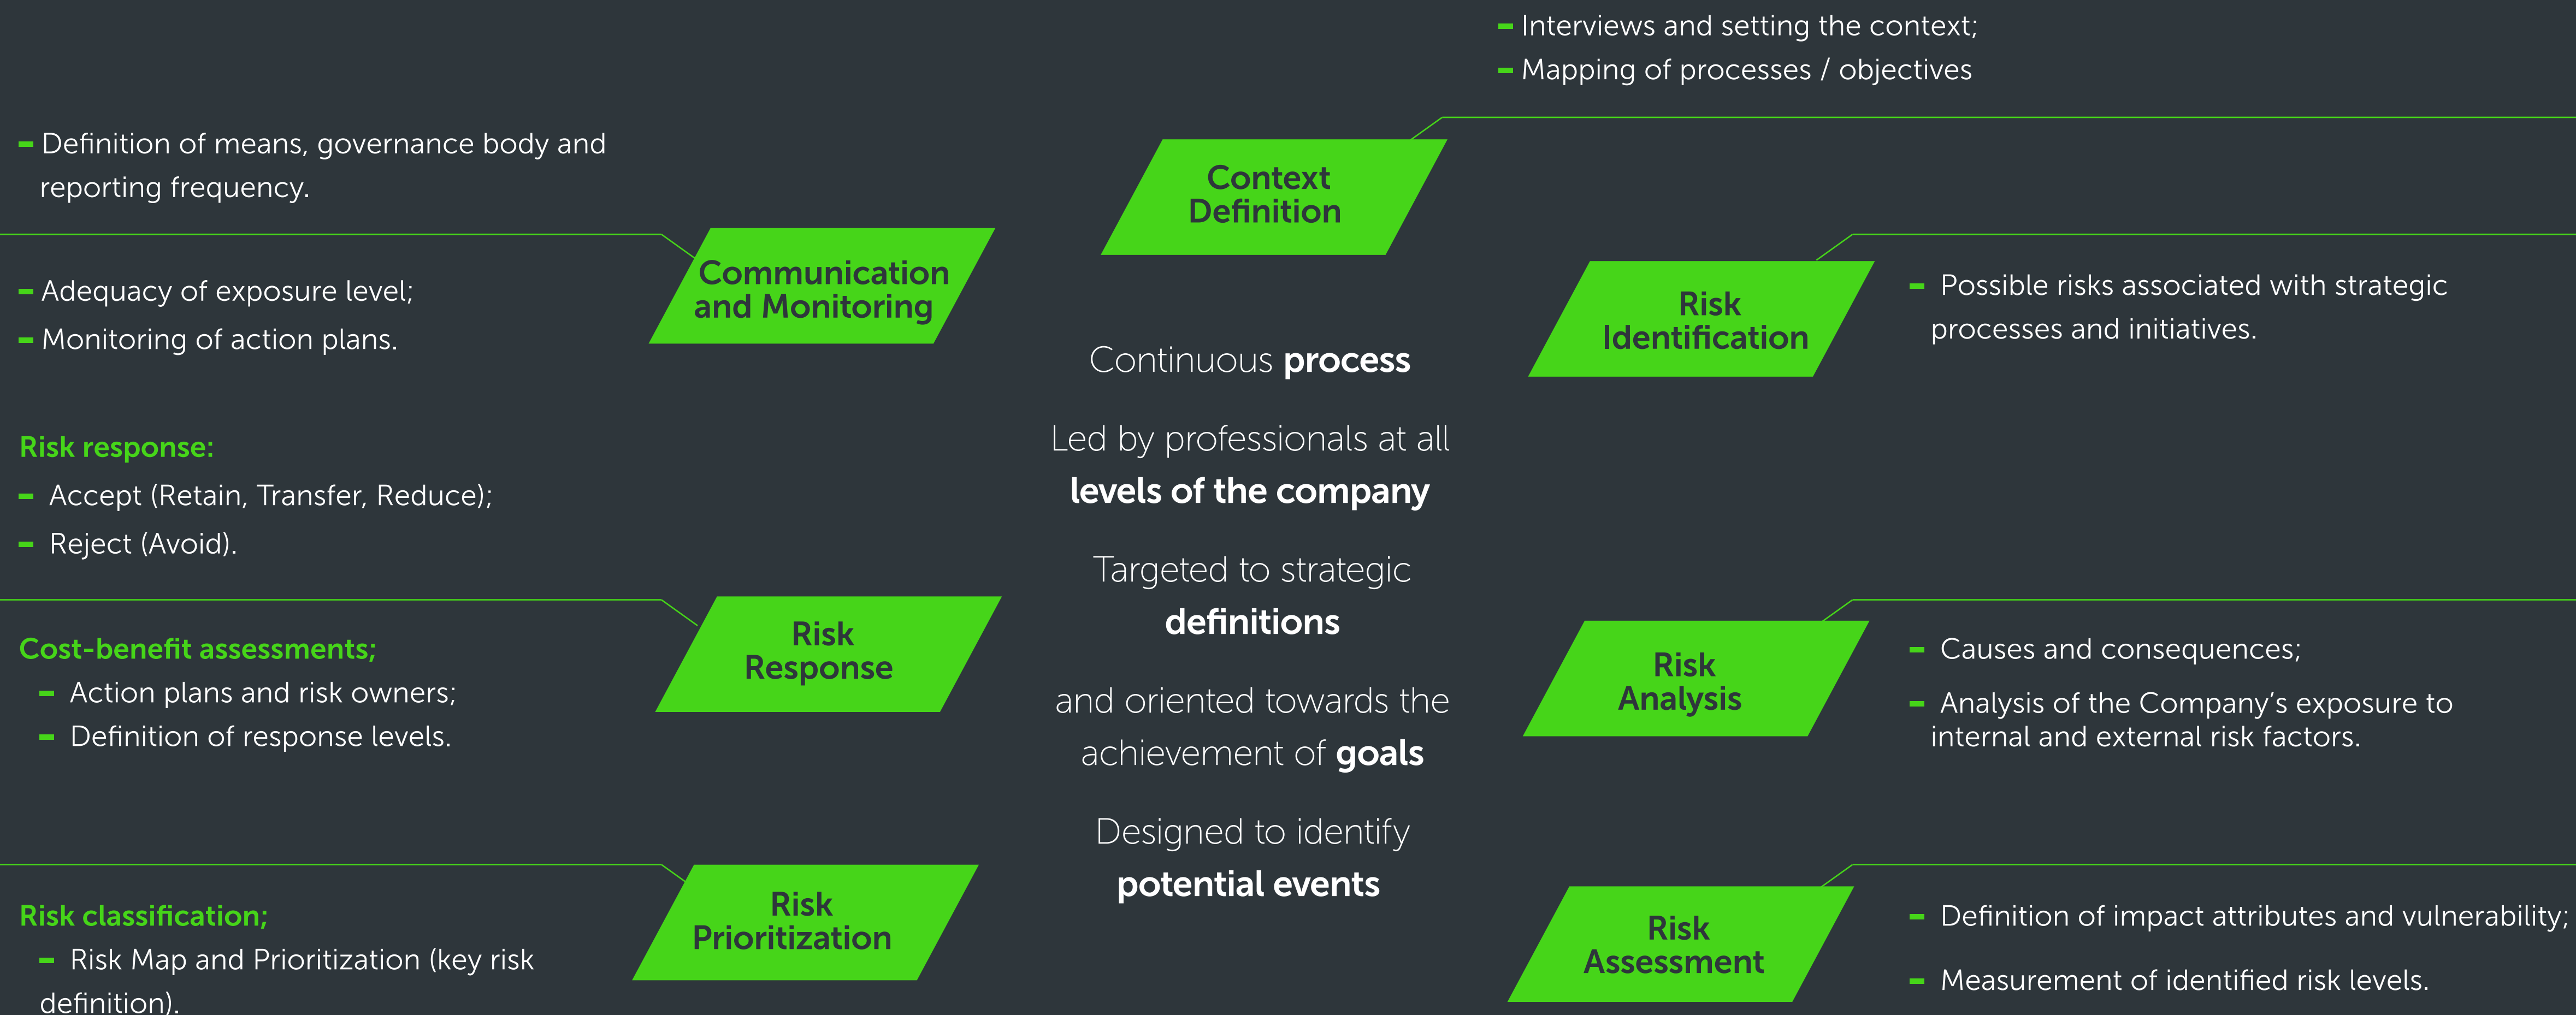 - Interviews and setting the context;
- Mapping of processes / objectives
Context
Definition
Risk
Identification
- Possible risks associated with strategic
processes and initiatives.
Risk
Analysis
- Causes and consequences;
- Analysis of the Company’s exposure to
internal and external risk factors.
Risk
Assessment
- Definition of impact attributes and vulnerability;
- Measurement of identified risk levels.
Risk
Prioritization
Risk classification;
- Risk Map and Prioritization (key risk
definition).
Risk
Response
Risk response:
- Accept (Retain, Transfer, Reduce);
- Reject (Avoid).
Cost-benefit assessments;
- Action plans and risk owners;
- Definition of response levels.
Communication
and Monitoring
- Definition of means, governance body and
reporting frequency.
- Adequacy of exposure level;
- Monitoring of action plans.
Continuous process
Led by professionals at all
levels of the company
Targeted to strategic
definitions
and oriented towards the
achievement of goals
Designed to identify
potential events